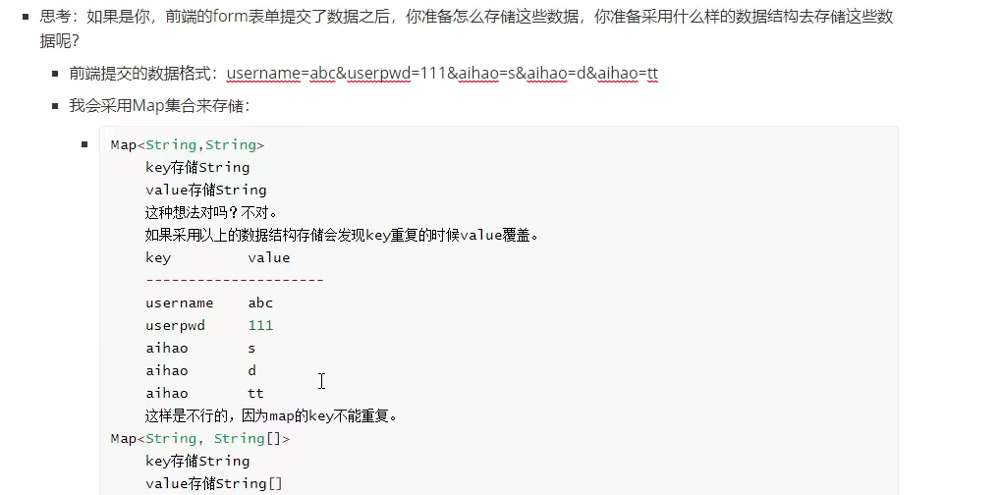 思考：如果是你，前端的form表单提交了数据之后，你准备怎么存储这些数据，你准备采用什么样的数据结构去存储这些数
据呢？
前端提交的数据格式：username=abc&userpwd=111&aihao=s&aihao=d&aihao=tt
我会采用Map集合来存储：
Map<String,String>
key存储String
value存储String
这种想法对吗？不对。
如果采用以上的数据结构存储会发现key重复的时候value覆盖。
key value
---------------------
username abc
userpwd 111
aihao s
aihao d
aihao tt
这样是不行的，因为map的key不能重复。
Map<String, String[]>
key存储String
value存储String[]